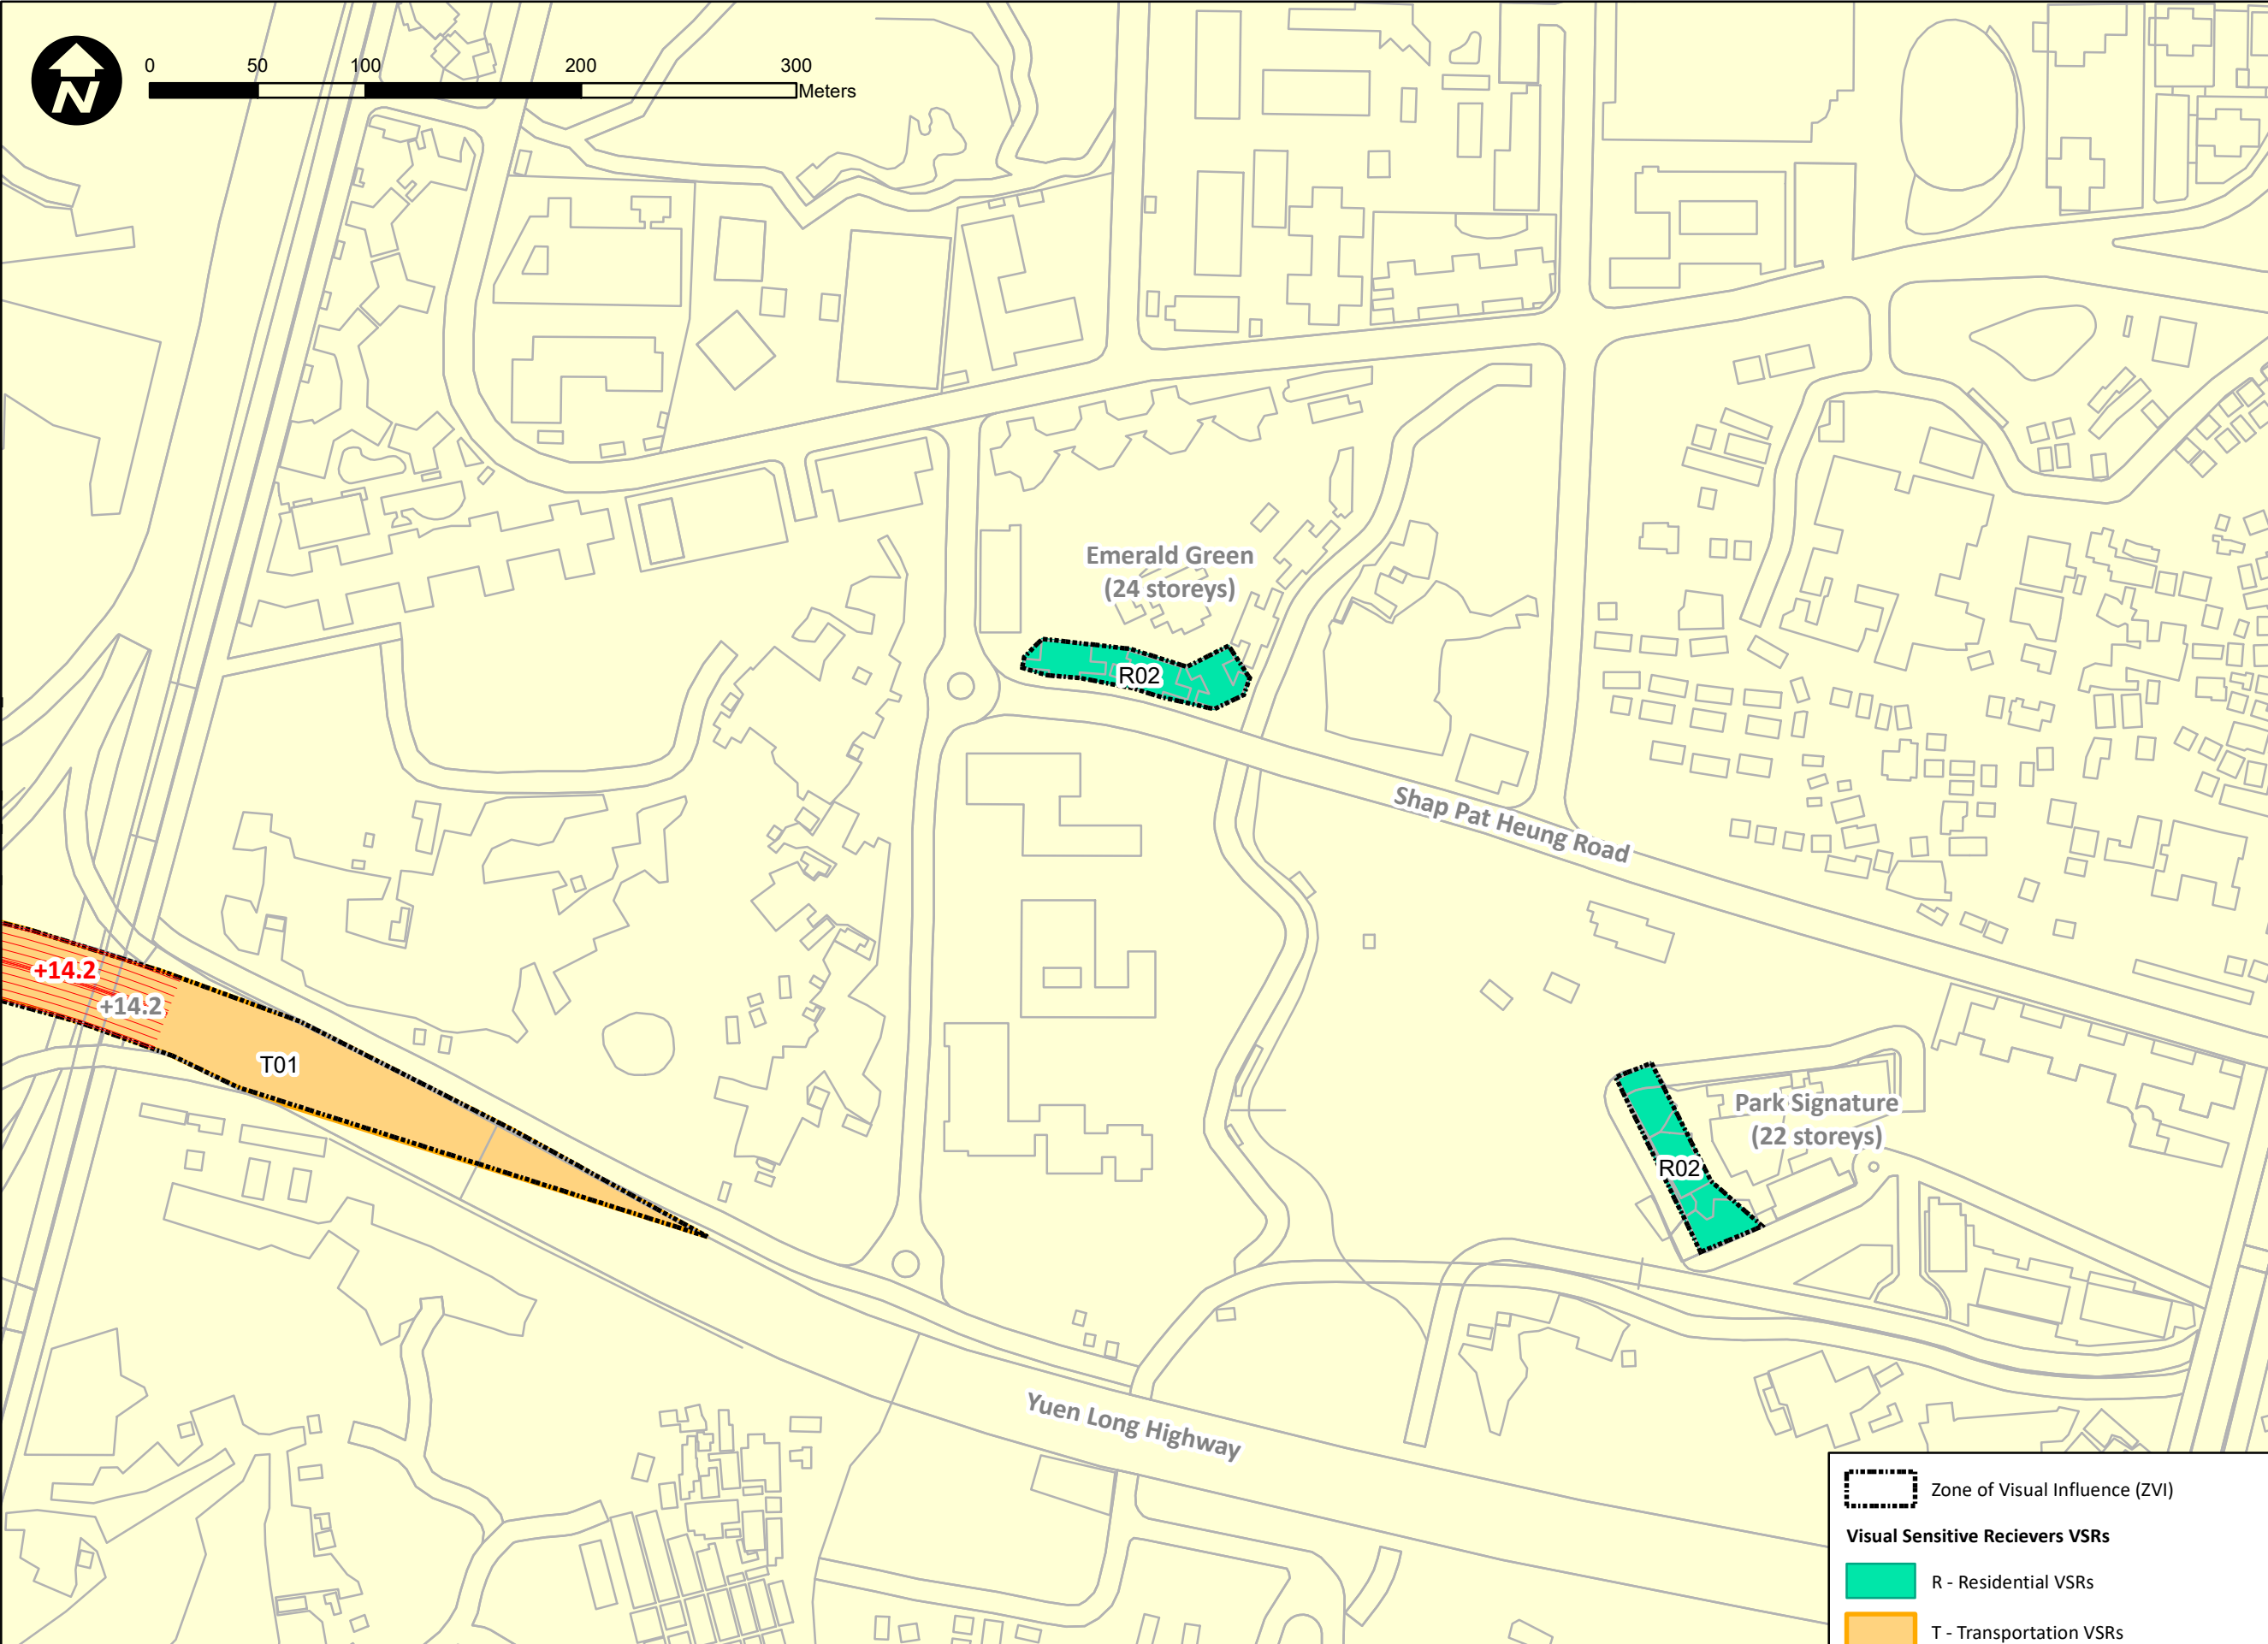 N
0 50 100 200 300
Meters
Emerald Green
(24 storeys)
R02
Shap Pat Heung Road
+14.2
+14.2
T01
Park Signature
(22 storeys)
R02
Yuen Long Highway
Zone of Visual Influence (ZVI)
Visual Sensitive Recievers VSRs
R - Residential VSRs
T - Transportation VSRs